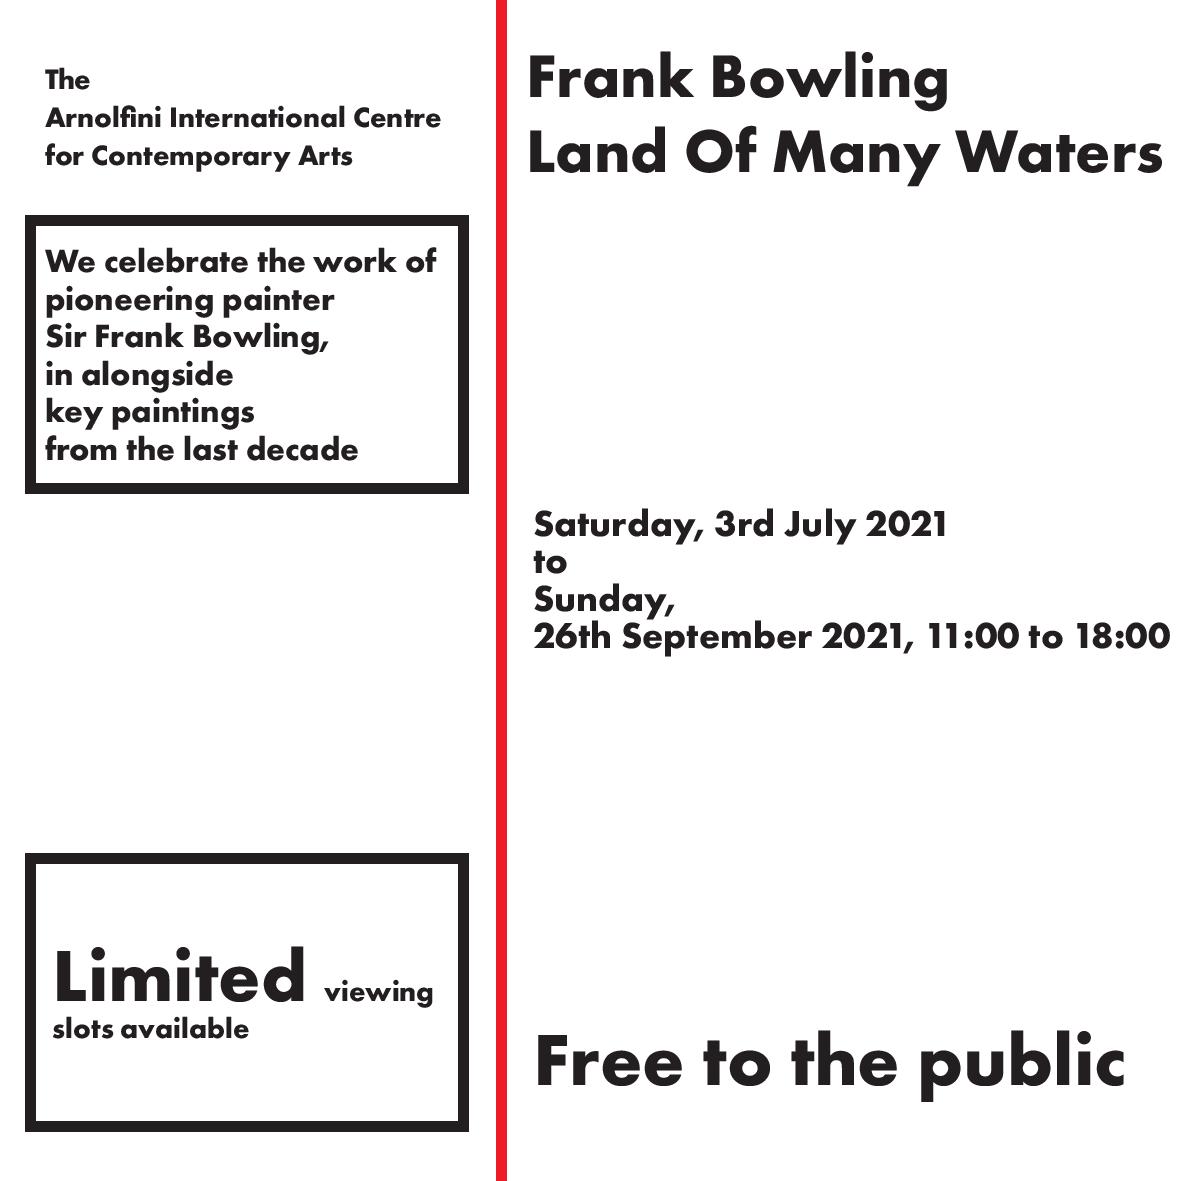 The
Arnolfini International Centre
for Contemporary Arts
We celebrate the work of
pioneering painter
Sir Frank Bowling,
in alongside
key paintings
from the last decade
Limited viewing
slots available
Frank Bowling
Land Of Many Waters
Saturday, 3rd July 2021
to
Sunday,
26th September 2021, 11:00 to 18:00
Free to the public